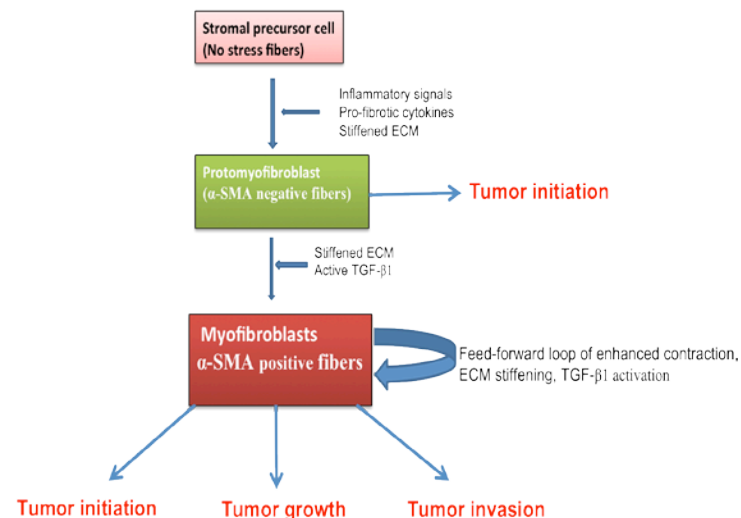 Stromal precursor cell
(No stress fibers)
Inflammatory signals
Pro-fibrotic cytokines
Stiffened ECM
Protomyofibroblast
(α-SMA negative fibers)
Tumor initiation
Stiffened ECM
Active TGF-β1
Myofibroblasts
α-SMA positive fibers
Feed-forward loop of enhanced contraction,
ECM stiffening, TGF-β1 activation
Tumor initiation
Tumor growth
Tumor invasion